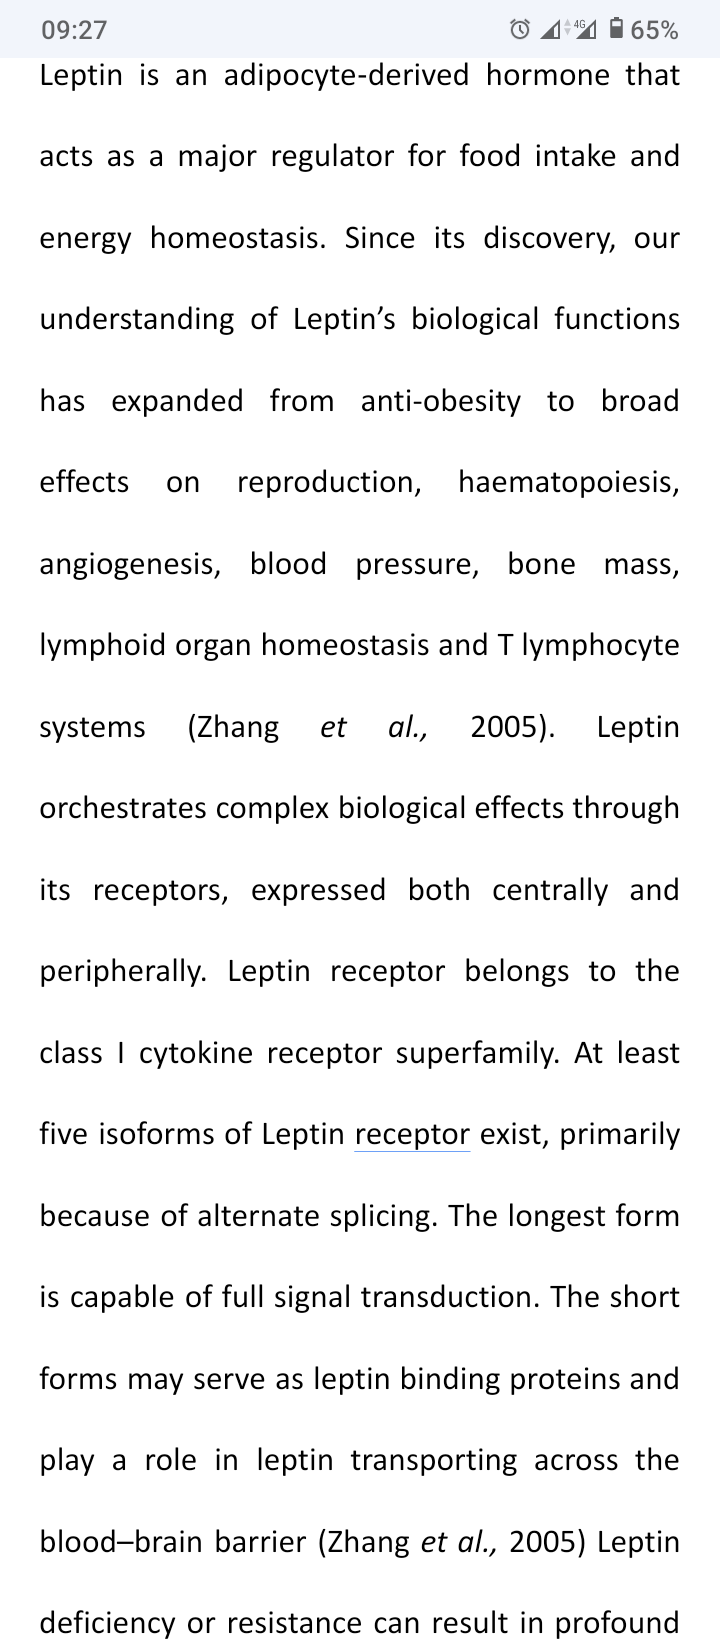 09:27 4G 65%
Leptin is an adipocyte-derived hormone that
acts as a major regulator for food intake and
energy homeostasis. Since its discovery, our
understanding of Leptin’s biological functions
has expanded from anti-obesity to broad
effects on reproduction, haematopoiesis,
angiogenesis, blood pressure, bone mass,
lymphoid organ homeostasis and T lymphocyte
systems (Zhang et al., 2005). Leptin
orchestrates complex biological effects through
its receptors, expressed both centrally and
peripherally. Leptin receptor belongs to the
class I cytokine receptor superfamily. At least
five isoforms of Leptin receptor exist, primarily
because of alternate splicing. The longest form
is capable of full signal transduction. The short
forms may serve as leptin binding proteins and
play a role in leptin transporting across the
blood–brain barrier (Zhang et al., 2005) Leptin
deficiency or resistance can result in profound